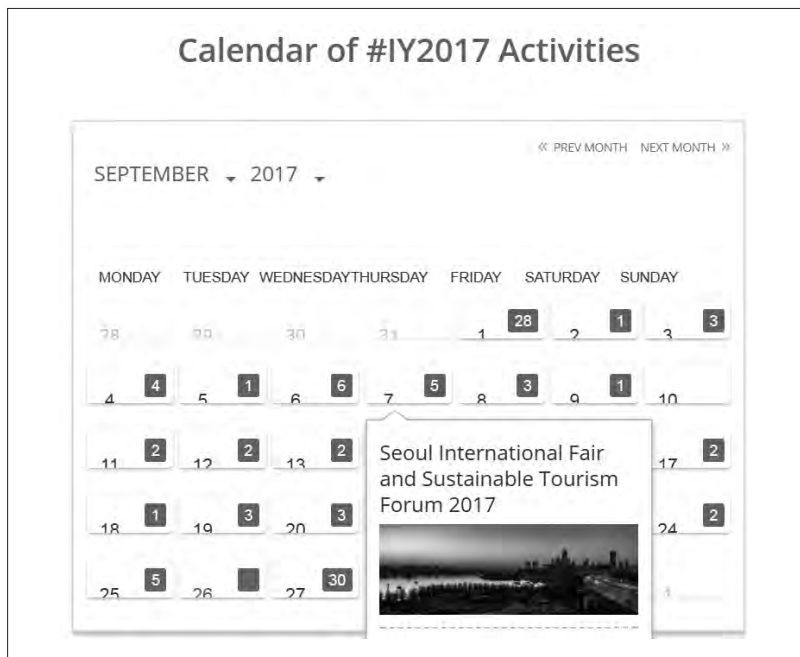 Calendar of #IY2017 Activities
« PREV MONTH NEXT MONTH »
SEPTEMBER 2017
MONDAY TUESDAY WEDNESDAY THURSDAY FRIDAY SATURDAY SUNDAY
28 29 30 31 1 28 2 1 3 3
4 4 5 1 6 6 7 5 8 3 9 1 10
11 2 12 2 13 2 17 2
Seoul International Fair
and Sustainable Tourism
Forum 2017
18 1 19 3 20 3 24 2
25 5 26 27 30 1